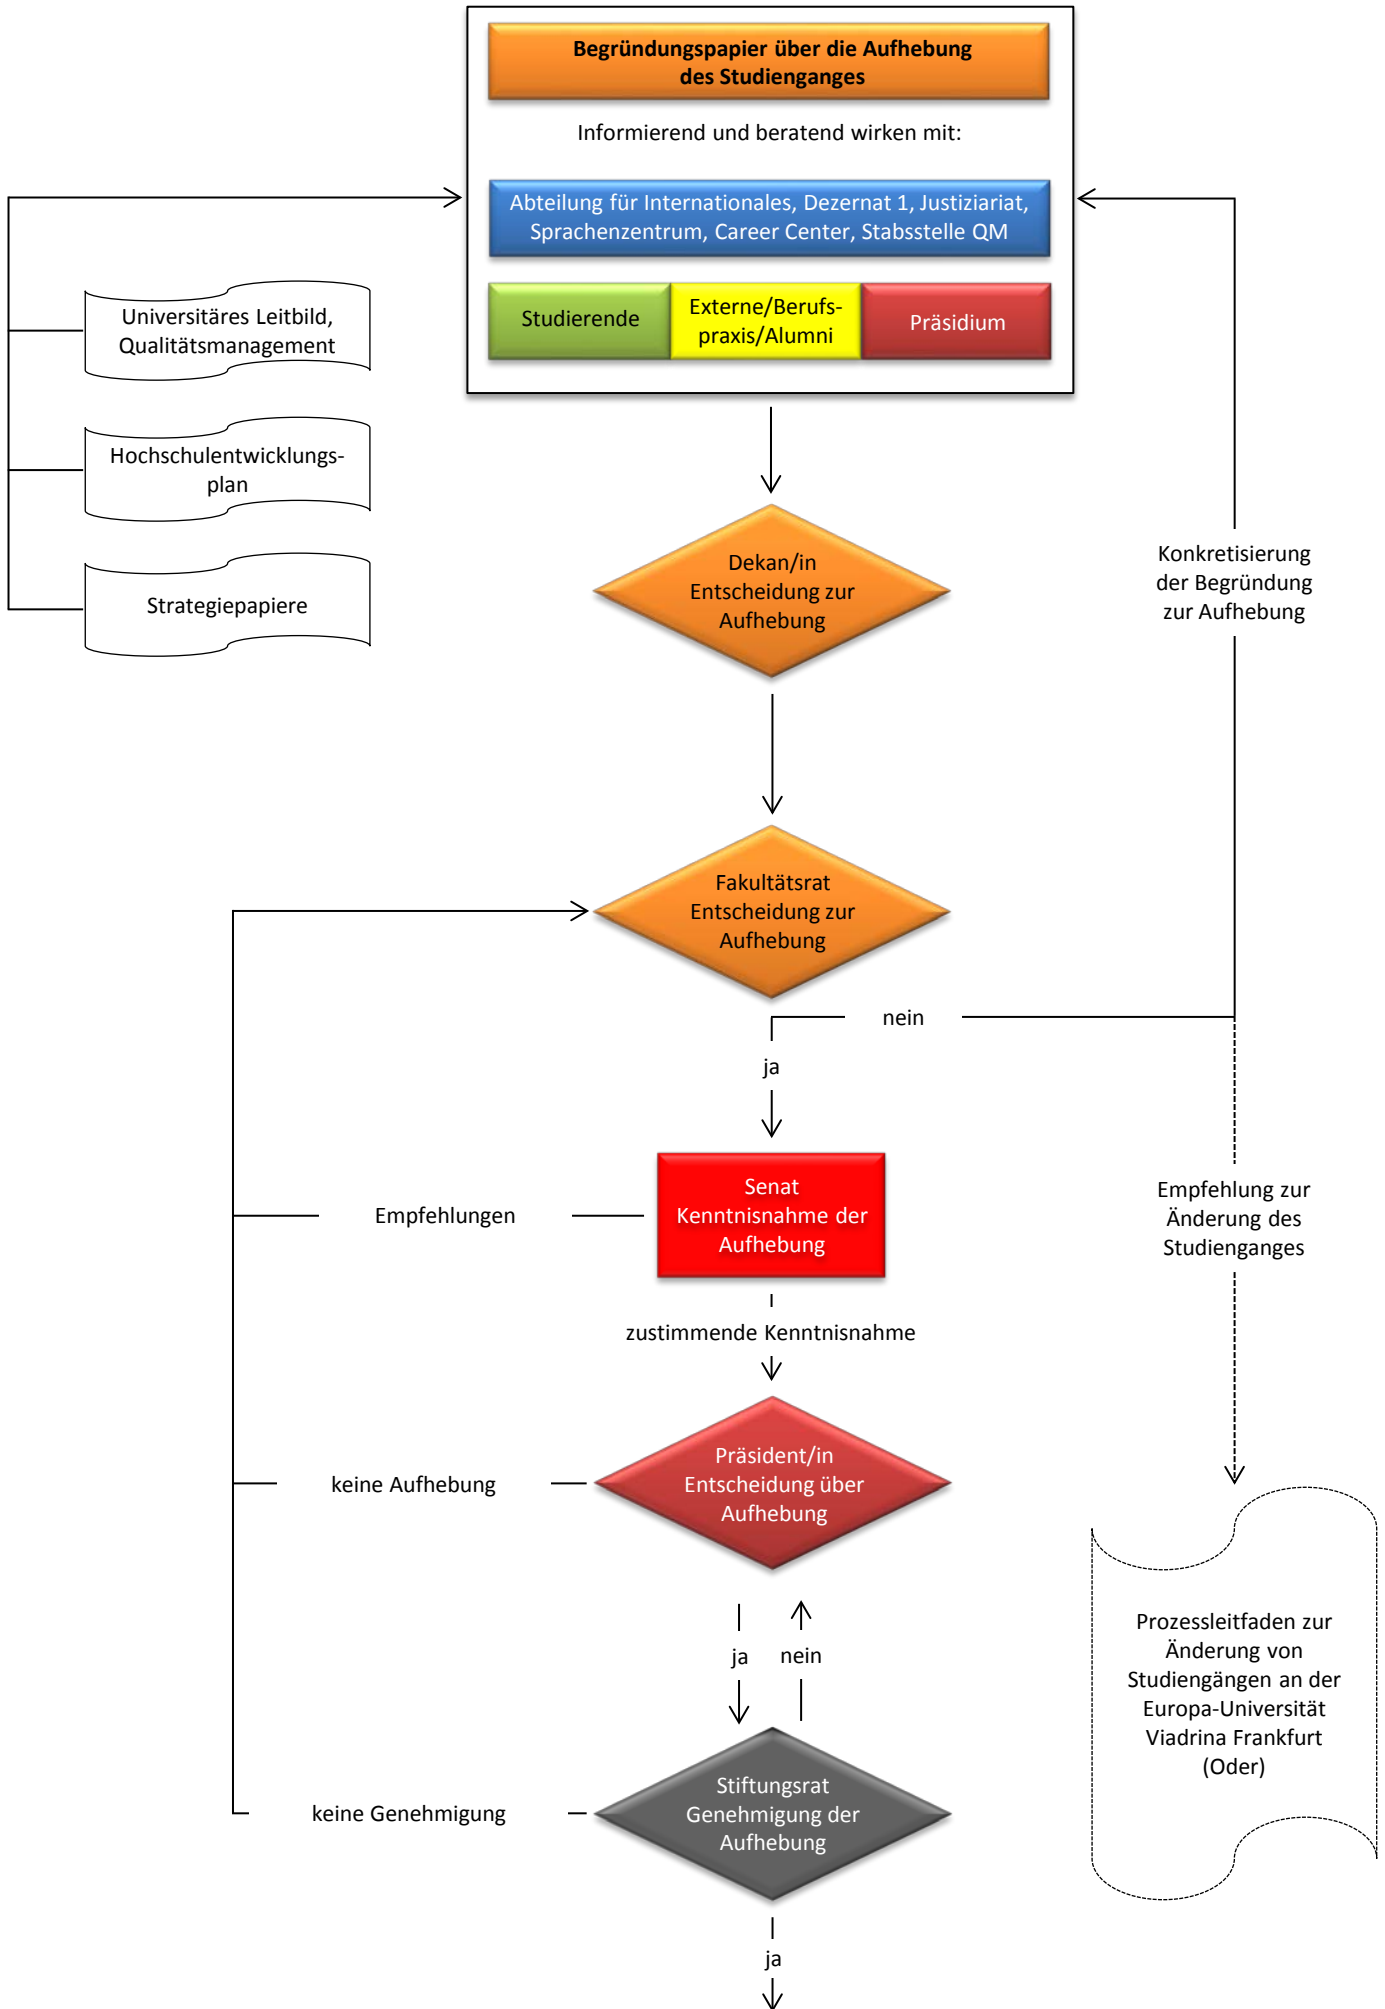 Begründungspapier über die Aufhebung
des Studienganges
Informierend und beratend wirken mit:
Abteilung für Internationales, Dezernat 1, Justiziariat,
Sprachenzentrum, Career Center, Stabsstelle QM
Studierende
Externe/Berufs-
praxis/Alumni
Präsidium
Universitäres Leitbild,
Qualitätsmanagement
Hochschulentwicklungs-
plan
Strategiepapiere
Dekan/in
Entscheidung zur
Aufhebung
Konkretisierung
der Begründung
zur Aufhebung
Fakultätsrat
Entscheidung zur
Aufhebung
nein
ja
Senat
Kenntnisnahme der
Aufhebung
Empfehlungen
Empfehlung zur
Änderung des
Studienganges
zustimmende Kenntnisnahme
Präsident/in
Entscheidung über
Aufhebung
keine Aufhebung
ja
nein
Prozessleitfaden zur
Änderung von
Studiengängen an der
Europa-Universität
Viadrina Frankfurt
(Oder)
Stiftungsrat
Genehmigung der
Aufhebung
keine Genehmigung
ja